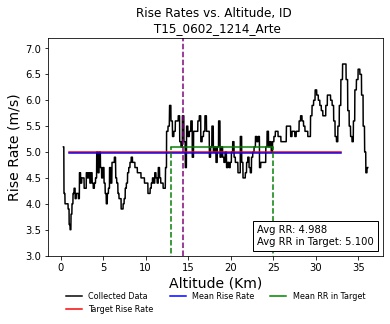 Rise Rates vs. Altitude, ID
T15_0602_1214_Arte
Rise Rate (m/s)
7.0
6.5
6.0
5.5
5.0
4.5
4.0
3.5
3.0
Avg RR: 4.988
Avg RR in Target: 5.100
0 5 10 15 20 25 30 35
Altitude (Km)
Collected Data Mean Rise Rate Mean RR in Target
Target Rise Rate